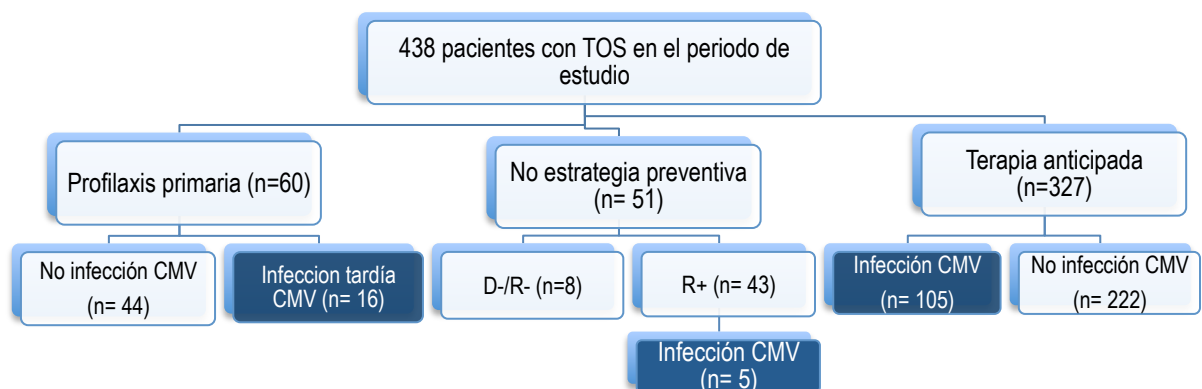 438 pacientes con TOS en el periodo de
estudio
Profilaxis primaria (n=60)
No estrategia preventiva
(n= 51)
Terapia anticipada
(n=327)
No infección CMV
(n= 44)
Infeccion tardía
CMV (n= 16)
D-/R- (n=8)
R+ (n= 43)
Infección CMV
(n= 105)
No infección CMV
(n= 222)
Infección CMV
(n= 5)